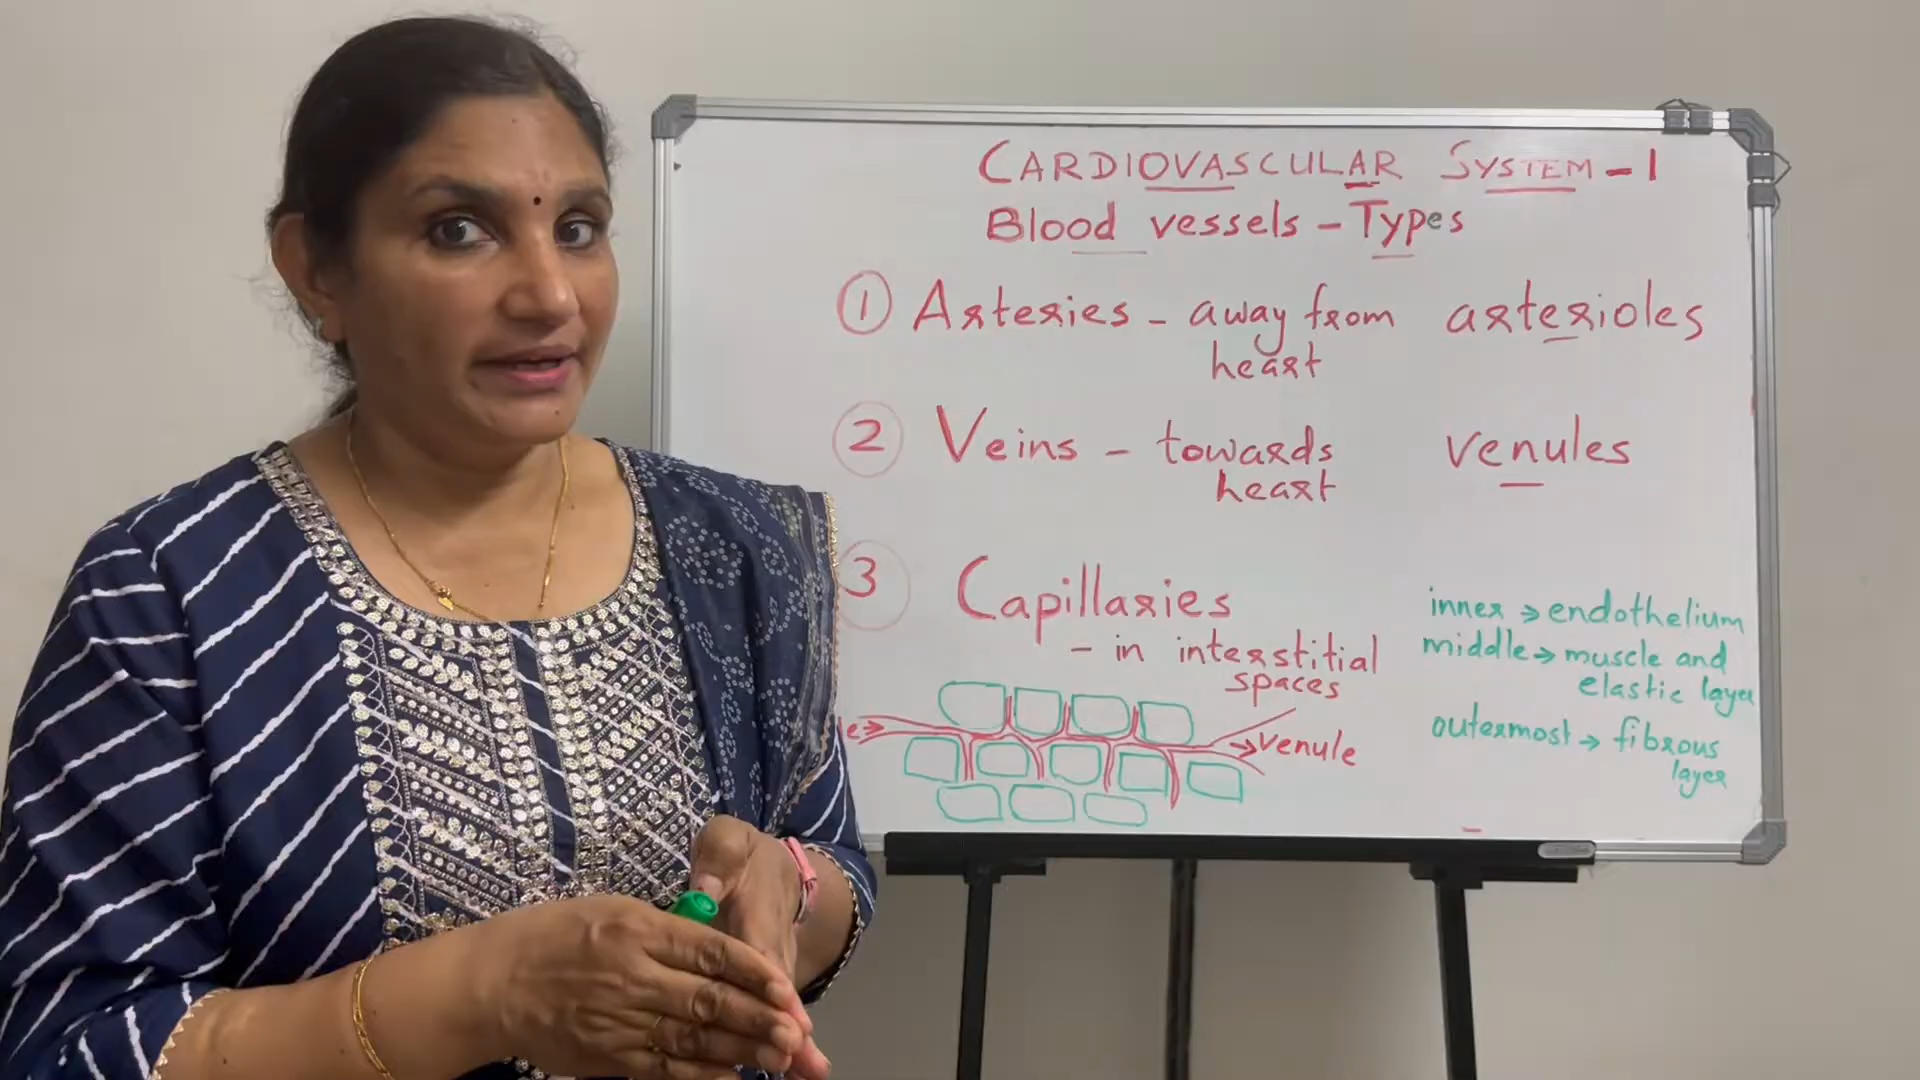 CARDIOVASCULAR SYSTEM - 1
Blood vessels - Types
① Arteries - away from heart arterioles
② Veins - towards heart venules
3 Capillaries
- in interstitial spaces
→ venule
inner → endothelium
middle → muscle and elastic layer
outermost → fibrous layer